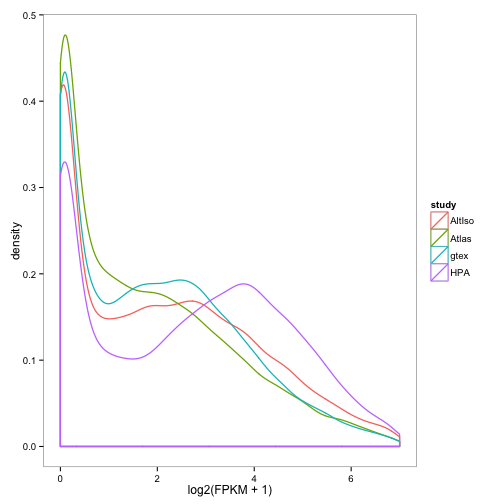 0.5
0.4
0.3
0.2
0.1
0.0
density
0 2 4 6
log2(FPKM + 1)
study
AltIso
Atlas
gtex
HPA